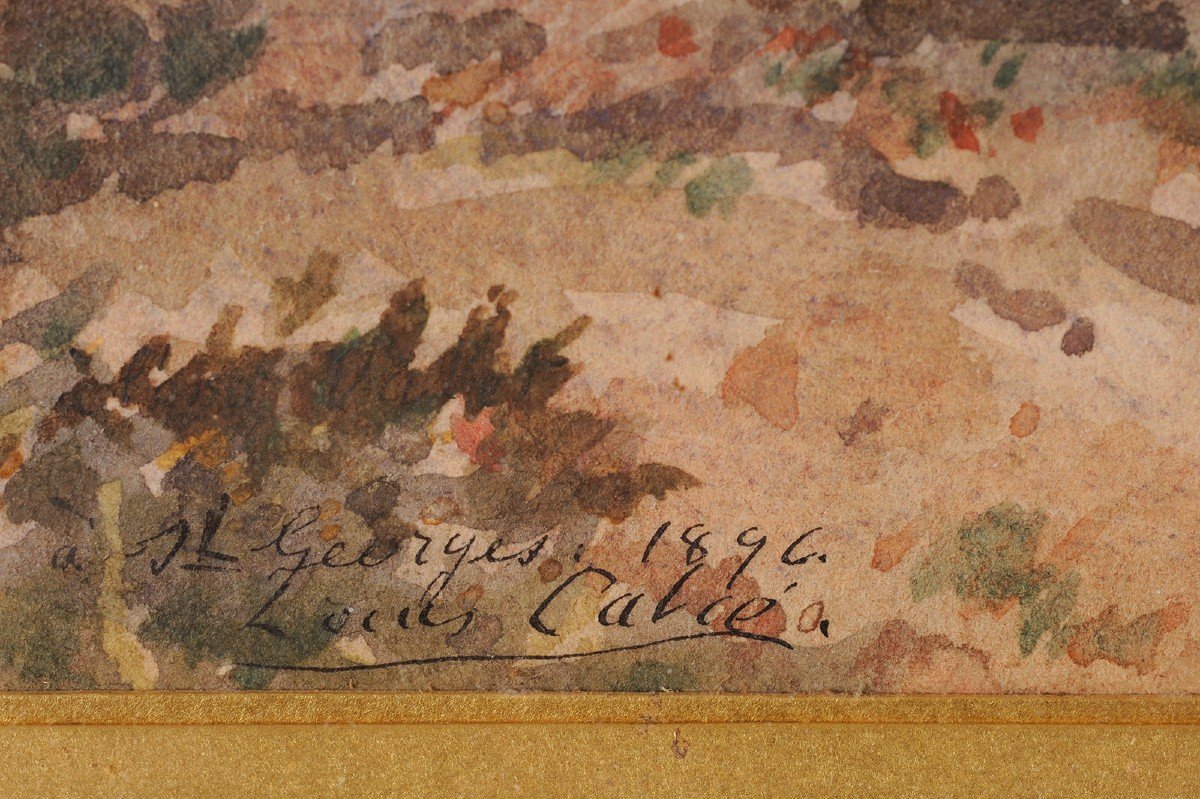 à St Georges. 1896.
Louis Cabié.